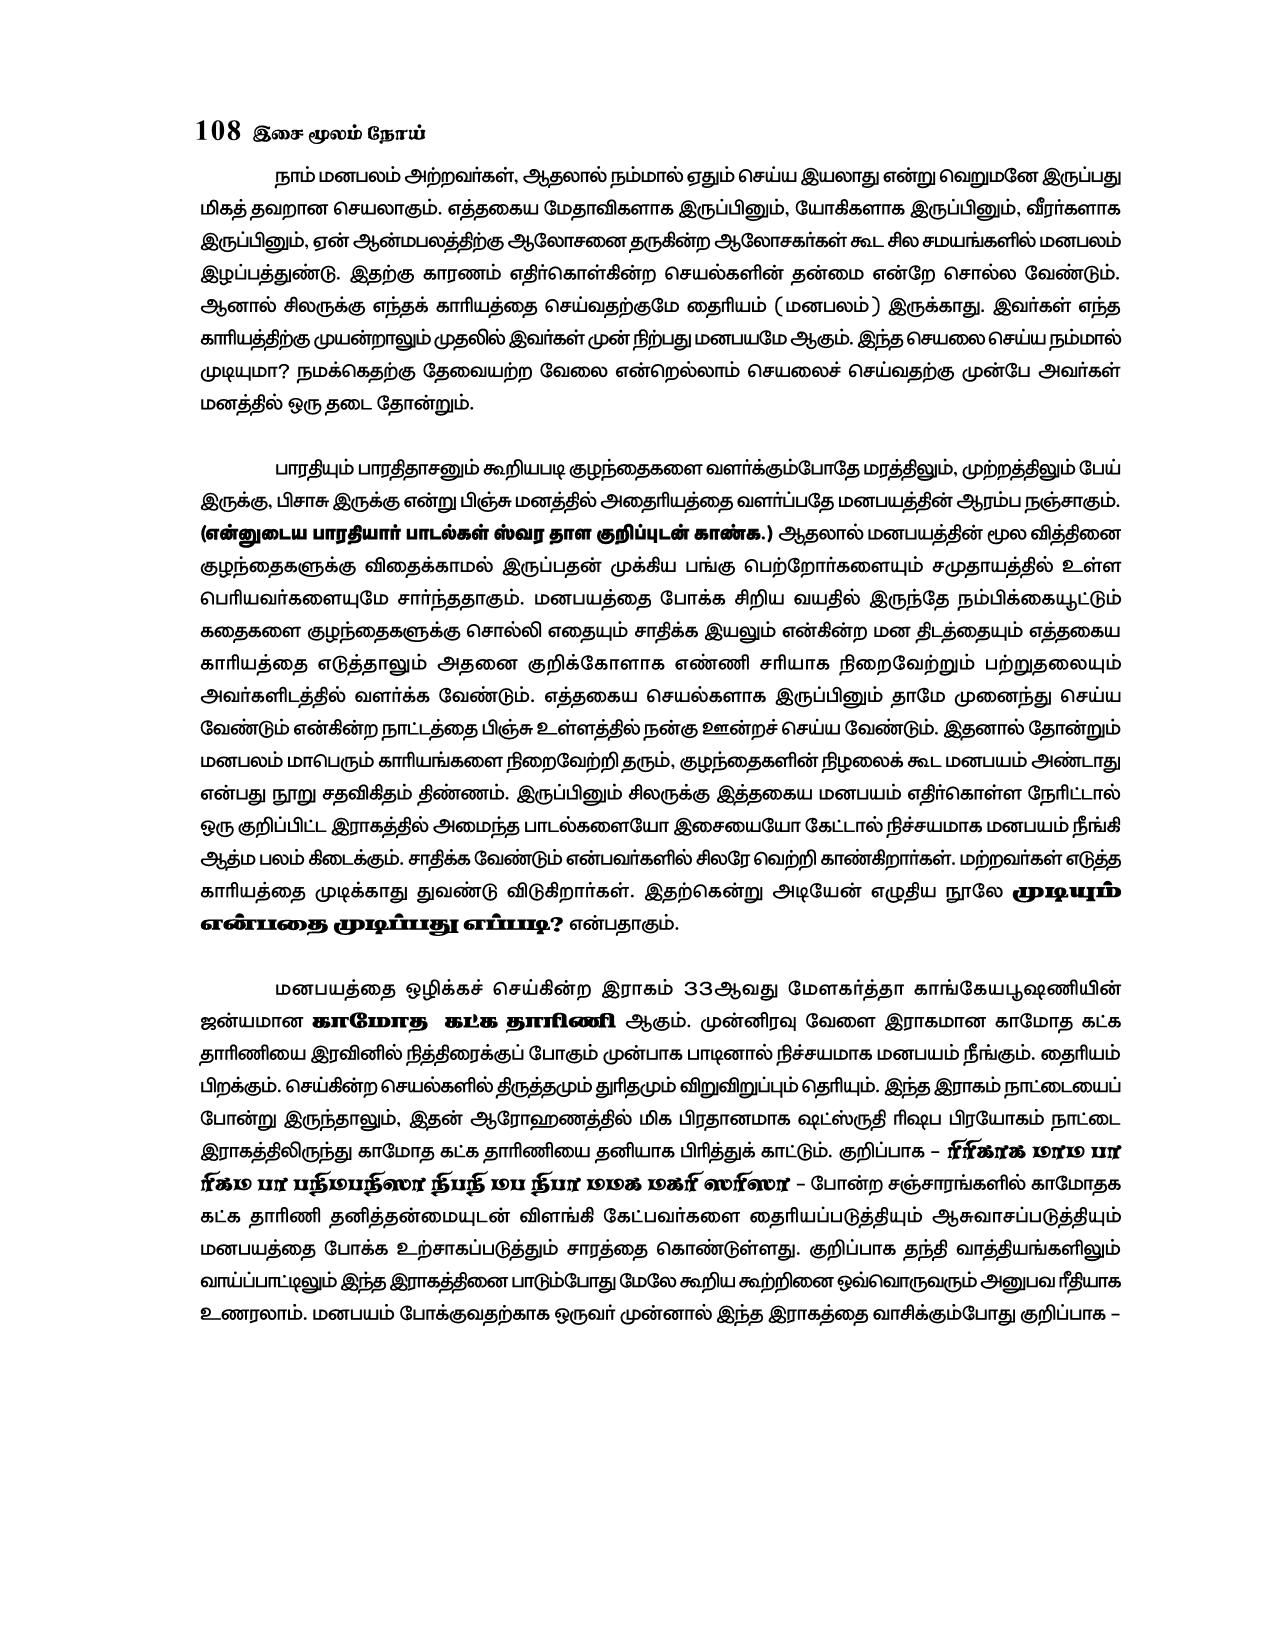 108 இசை மூலம் நோய்
நாம் மனபலம் அற்றவர்கள், ஆதலால் நம்மால் ஏதும் செய்ய இயலாது என்று வெறுமனே இருப்பது
மிகத் தவறான செயலாகும். எத்தகைய மேதாவிகளாக இருப்பினும், யோகிகளாக இருப்பினும், வீரர்களாக
இருப்பினும், ஏன் ஆன்மபலத்திற்கு ஆலோசனை தருகின்ற ஆலோசகர்கள் கூட சில சமயங்களில் மனபலம்
இழப்பத்துண்டு. இதற்கு காரணம் எதிர்கொள்கின்ற செயல்களின் தன்மை என்றே சொல்ல வேண்டும்.
ஆனால் சிலருக்கு எந்தக் காரியத்தை செய்வதற்குமே தைரியம் (மனபலம்) இருக்காது. இவர்கள் எந்த
காரியத்திற்கு முயன்றாலும் முதலில் இவர்கள் முன் நிற்பது மனபயமே ஆகும். இந்த செயலை செய்ய நம்மால்
முடியுமா? நமக்கெதற்கு தேவையற்ற வேலை என்றெல்லாம் செயலைச் செய்வதற்கு முன்பே அவர்கள்
மனத்தில் ஒரு தடை தோன்றும்.
பாரதியும் பாரதிதாசனும் கூறியபடி குழந்தைகளை வளர்க்கும்போதே மரத்திலும், முற்றத்திலும் பேய்
இருக்கு, பிசாசு இருக்கு என்று பிஞ்சு மனத்தில் அதைரியத்தை வளர்ப்பதே மனபயத்தின் ஆரம்ப நஞ்சாகும்.
(என்னுடைய பாரதியார் பாடல்கள் ஸ்வர தாள குறிப்புடன் காண்க.) ஆதலால் மனபயத்தின் மூல வித்தினை
குழந்தைகளுக்கு விதைக்காமல் இருப்பதன் முக்கிய பங்கு பெற்றோர்களையும் சமுதாயத்தில் உள்ள
பெரியவர்களையுமே சார்ந்ததாகும். மனபயத்தை போக்க சிறிய வயதில் இருந்தே நம்பிக்கையூட்டும்
கதைகளை குழந்தைகளுக்கு சொல்லி எதையும் சாதிக்க இயலும் என்கின்ற மன திடத்தையும் எத்தகைய
காரியத்தை எடுத்தாலும் அதனை குறிக்கோளாக எண்ணி சரியாக நிறைவேற்றும் பற்றுதலையும்
அவர்களிடத்தில் வளர்க்க வேண்டும். எத்தகைய செயல்களாக இருப்பினும் தாமே முனைந்து செய்ய
வேண்டும் என்கின்ற நாட்டத்தை பிஞ்சு உள்ளத்தில் நன்கு ஊன்றச் செய்ய வேண்டும். இதனால் தோன்றும்
மனபலம் மாபெரும் காரியங்களை நிறைவேற்றி தரும், குழந்தைகளின் நிழலைக் கூட மனபயம் அண்டாது
என்பது நூறு சதவிகிதம் திண்ணம். இருப்பினும் சிலருக்கு இத்தகைய மனபயம் எதிர்கொள்ள நேரிட்டால்
ஒரு குறிப்பிட்ட இராகத்தில் அமைந்த பாடல்களையோ இசையையோ கேட்டால் நிச்சயமாக மனபயம் நீங்கி
ஆத்ம பலம் கிடைக்கும். சாதிக்க வேண்டும் என்பவர்களில் சிலரே வெற்றி காண்கிறார்கள். மற்றவர்கள் எடுத்த
காரியத்தை முடிக்காது துவண்டு விடுகிறார்கள். இதற்கென்று அடியேன் எழுதிய நூலே முடியும்
என்பதை முடிப்பது எப்படி? என்பதாகும்.
மனபயத்தை ஒழிக்கச் செய்கின்ற இராகம் 33ஆவது மேளகர்த்தா காங்கேயபூஷணியின்
ஜன்யமான காமோத கட்க தாரிணி ஆகும். முன்னிரவு வேளை இராகமான காமோத கட்க
தாரிணியை இரவினில் நித்திரைக்குப் போகும் முன்பாக பாடினால் நிச்சயமாக மனபயம் நீங்கும். தைரியம்
பிறக்கும். செய்கின்ற செயல்களில் திருத்தமும் துரிதமும் விறுவிறுப்பும் தெரியும். இந்த இராகம் நாட்டையைப்
போன்று இருந்தாலும், இதன் ஆரோஹணத்தில் மிக பிரதானமாக ஷட்ஸ்ருதி ரிஷப பிரயோகம் நாட்டை
இராகத்திலிருந்து காமோத கட்க தாரிணியை தனியாக பிரித்துக் காட்டும். குறிப்பாக – ரிரிகாக மாம பா
ரிகம பா பநிமபநிஸா நிபநி மப நிபா மமக மகரி ஸரிஸா – போன்ற சஞ்சாரங்களில் காமோதக
கட்க தாரிணி தனித்தன்மையுடன் விளங்கி கேட்பவர்களை தைரியப்படுத்தியும் ஆசுவாசப்படுத்தியும்
மனபயத்தை போக்க உற்சாகப்படுத்தும் சாரத்தை கொண்டுள்ளது. குறிப்பாக தந்தி வாத்தியங்களிலும்
வாய்ப்பாட்டிலும் இந்த இராகத்தினை பாடும்போது மேலே கூறிய கூற்றினை ஒவ்வொருவரும் அனுபவ ரீதியாக
உணரலாம். மனபயம் போக்குவதற்காக ஒருவர் முன்னால் இந்த இராகத்தை வாசிக்கும்போது குறிப்பாக –